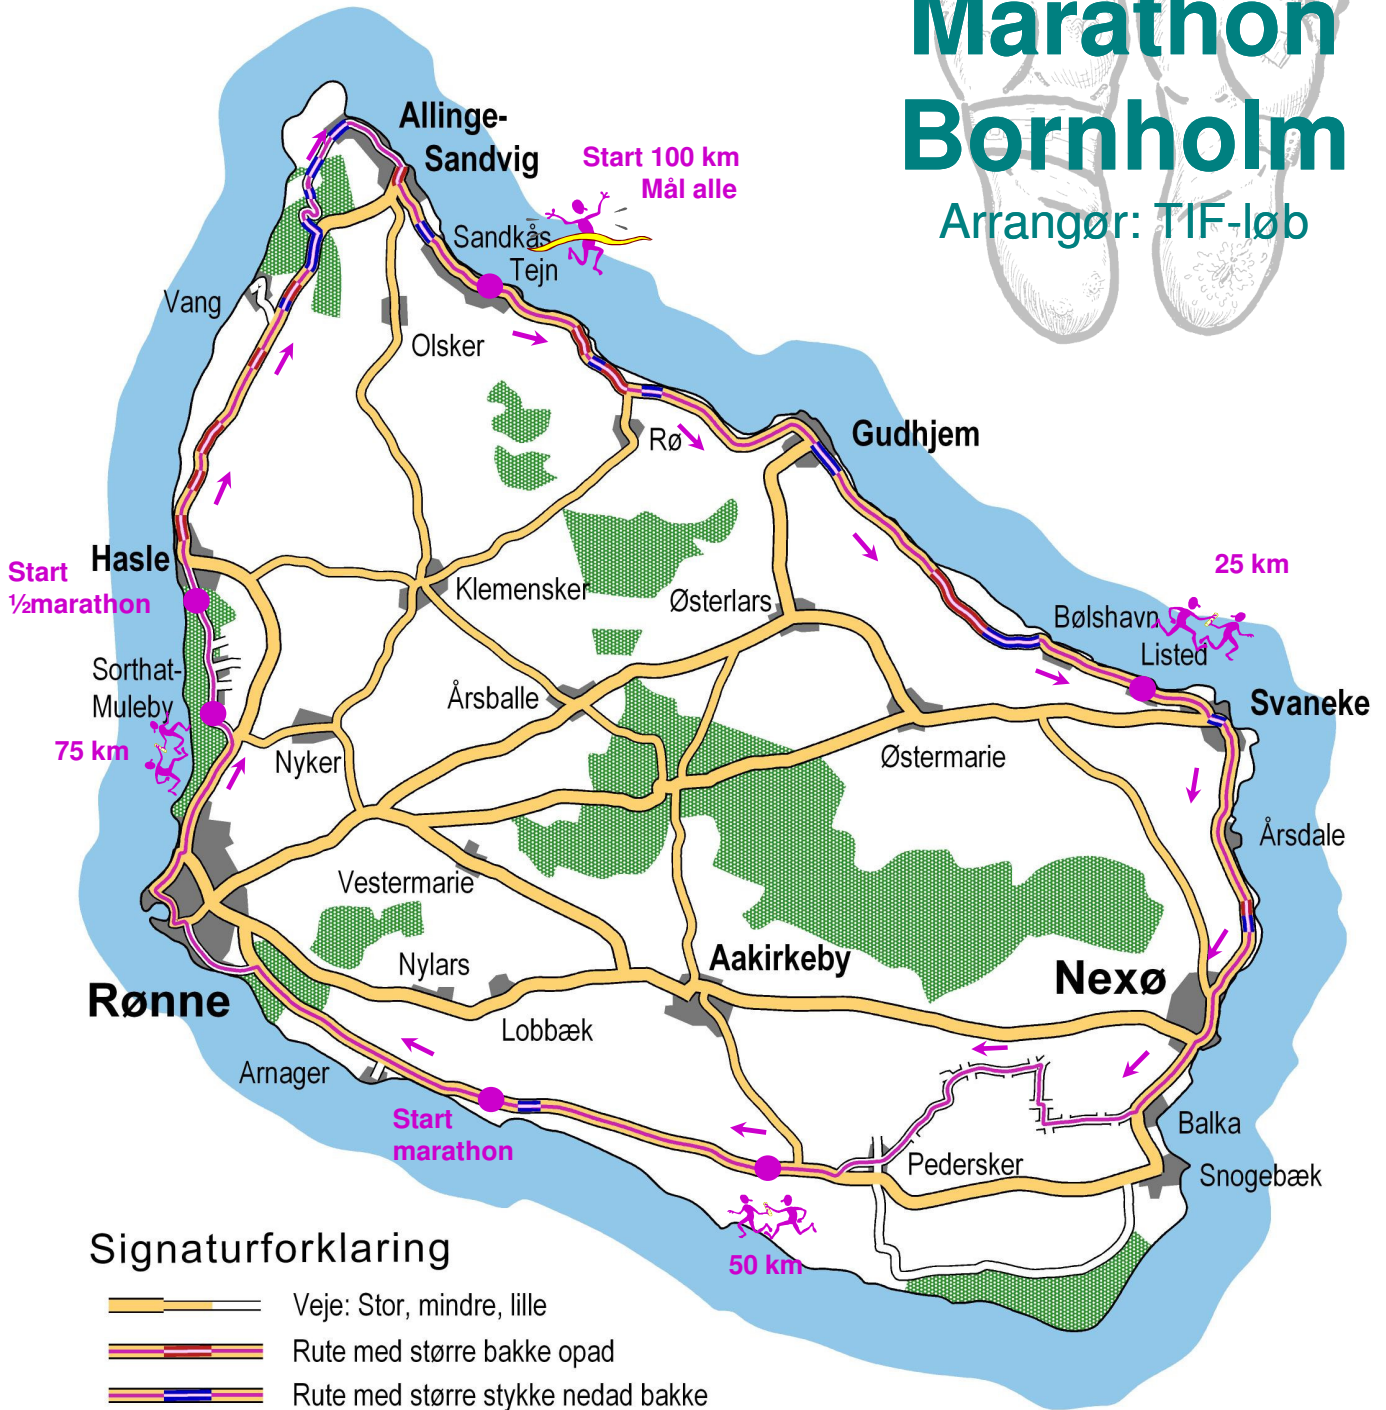 Marathon
Bornholm
Arrangør: TIF-løb
Allinge-
Sandvig
Start 100 km
Mål alle
Sandkås
Tejn
Vang
Olsker
Rø
Gudhjem
Hasle
Start
½marathon
Klemensker
Østerlars
25 km
Bølshavn
Listed
Sorthat-
Muleby
Årsballe
Svaneke
75 km
Nyker
Østermarie
Årsdale
Vestermarie
Nylars
Aakirkeby
Nexø
Rønne
Lobbæk
Arnager
Start
marathon
Balka
Pedersker
Snogebæk
50 km
Signaturforklaring
Veje: Stor, mindre, lille
Rute med større bakke opad
Rute med større stykke nedad bakke